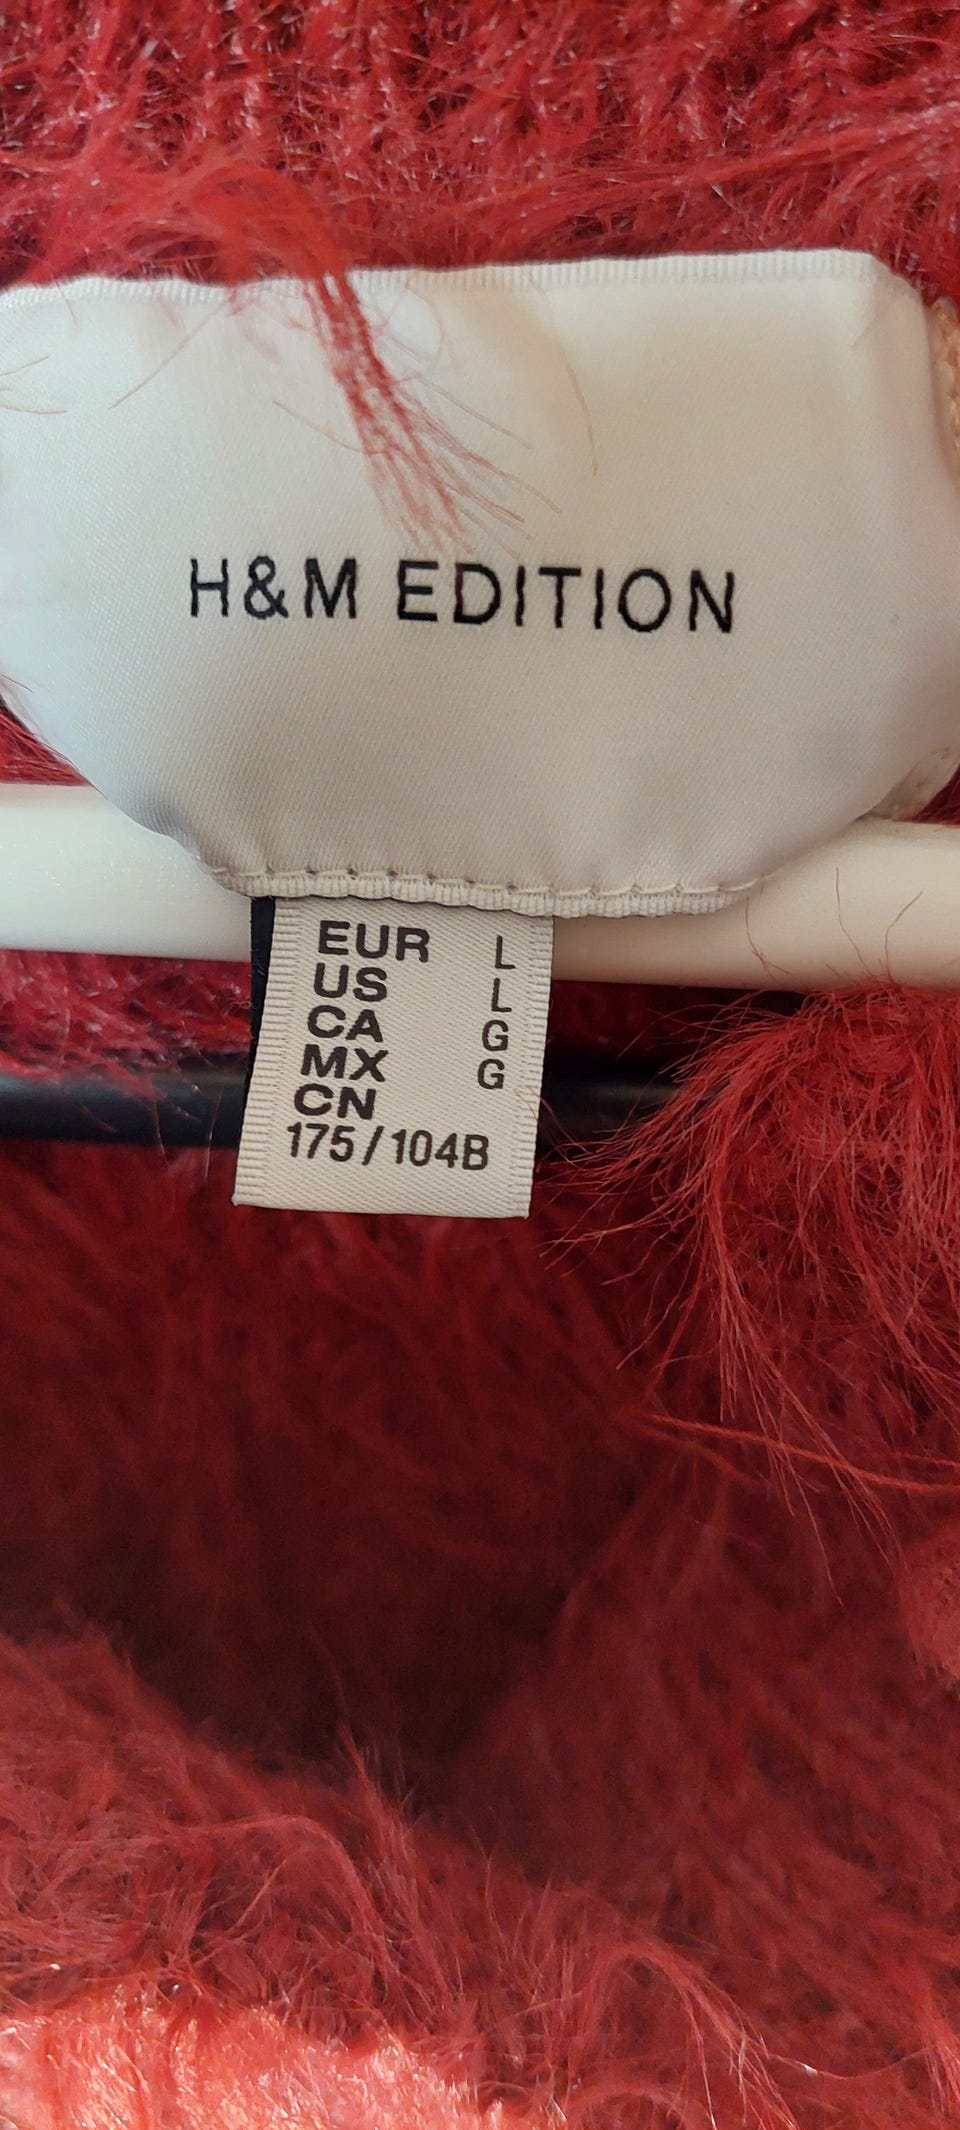 H&M EDITION
EUR L
US L
CA G
MX G
CN
175/104B